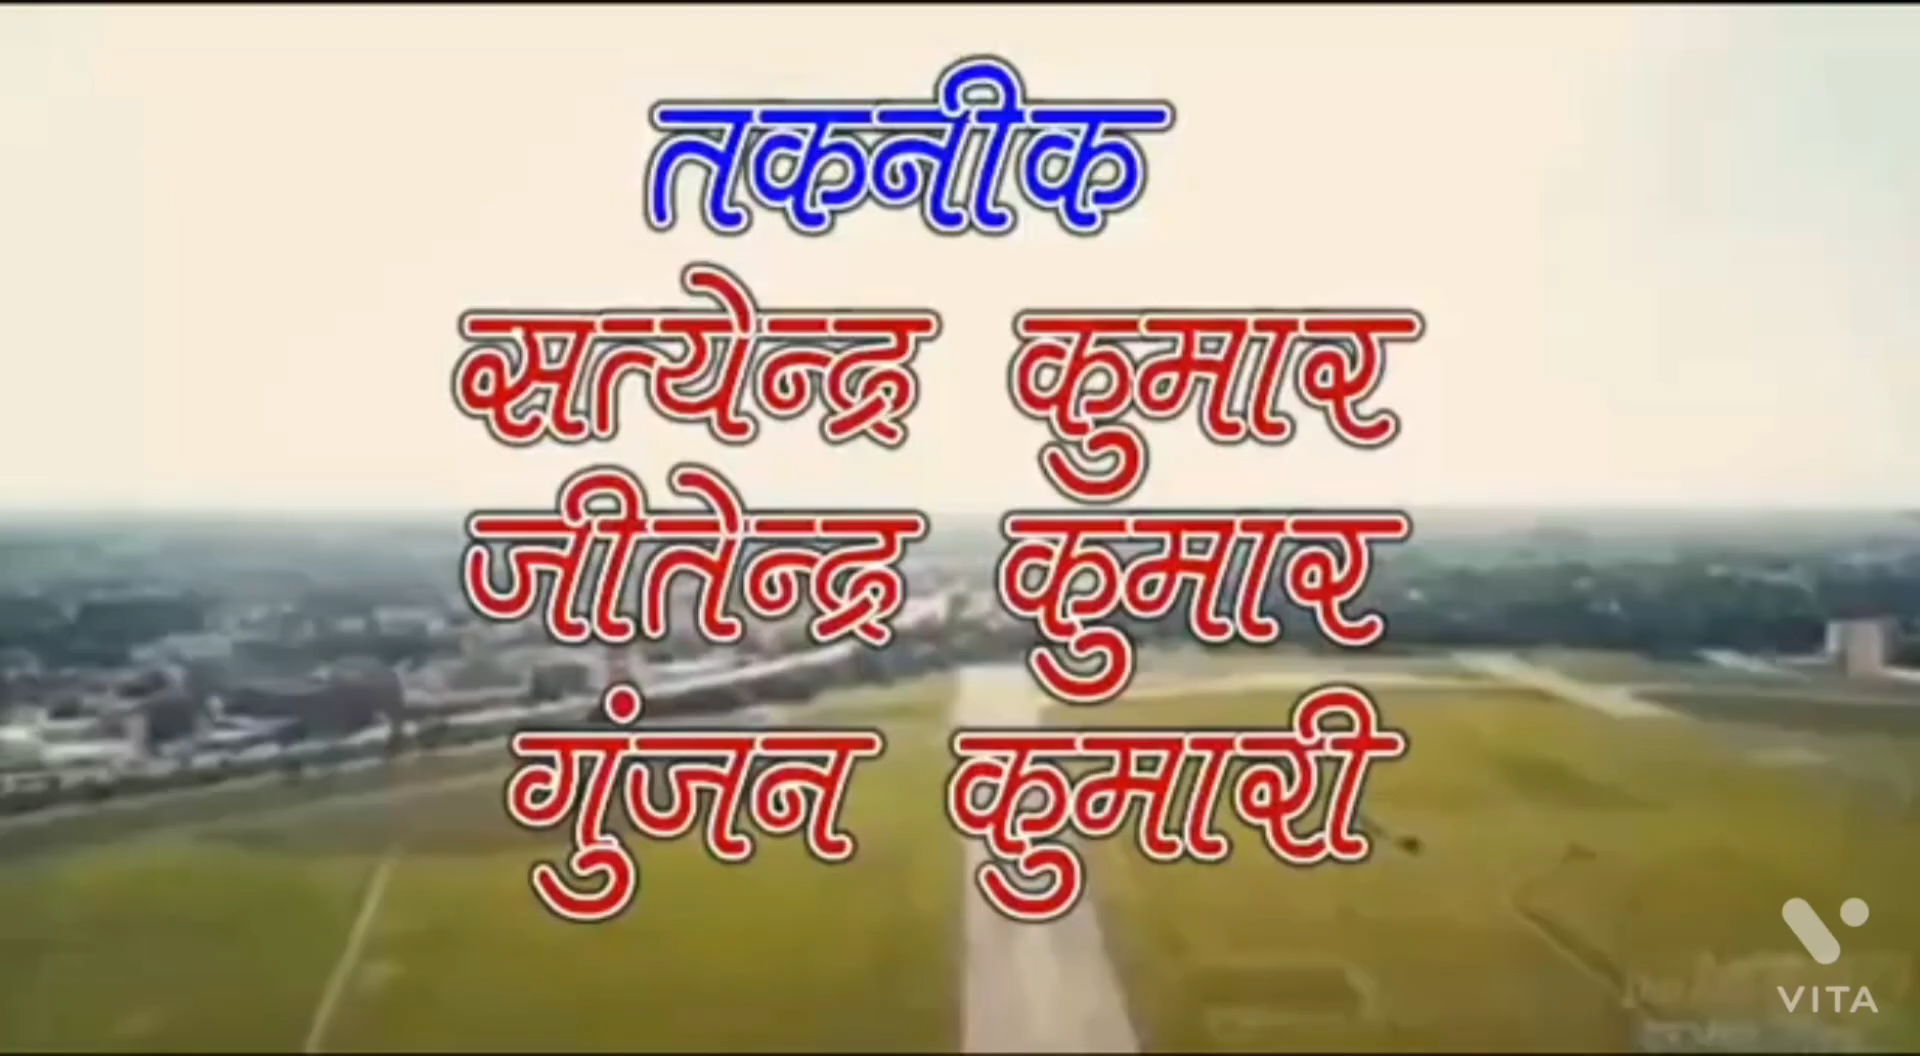 तकनीक
सत्येन्द्र कुमार
जीतेन्द्र कुमार
गुंजन कुमारी
VITA